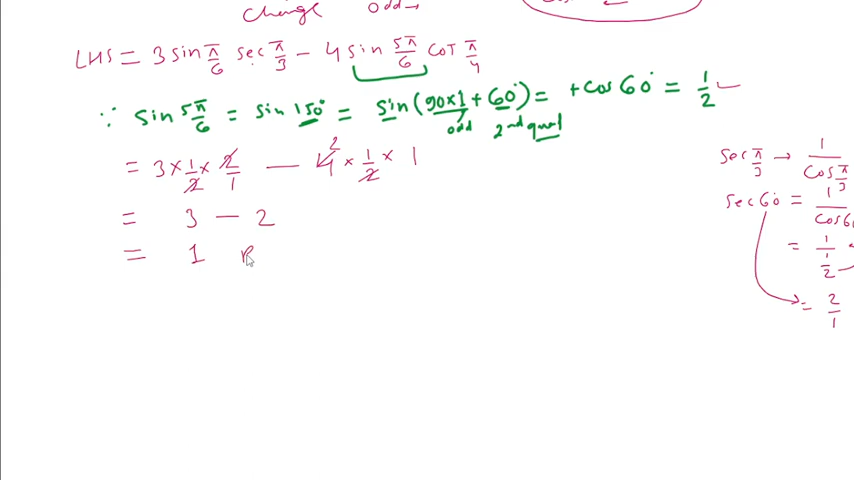 change odd→
LHS = 3 sin π/6 sec π/3 − 4 sin 5π/6 cot π/4
∵ sin 5π/6 = sin 150° = sin (90×1 + 60°) = +cos 60° = 1/2
odd 2nd quad
= 3 × 1/2 × 2/1 − 4 2 × 1/2 × 1
= 3 − 2
= 1 R
sec π/3 → 1/cos π/3
sec 60 = 1/cos 6
= 1/1/2
= 2/1